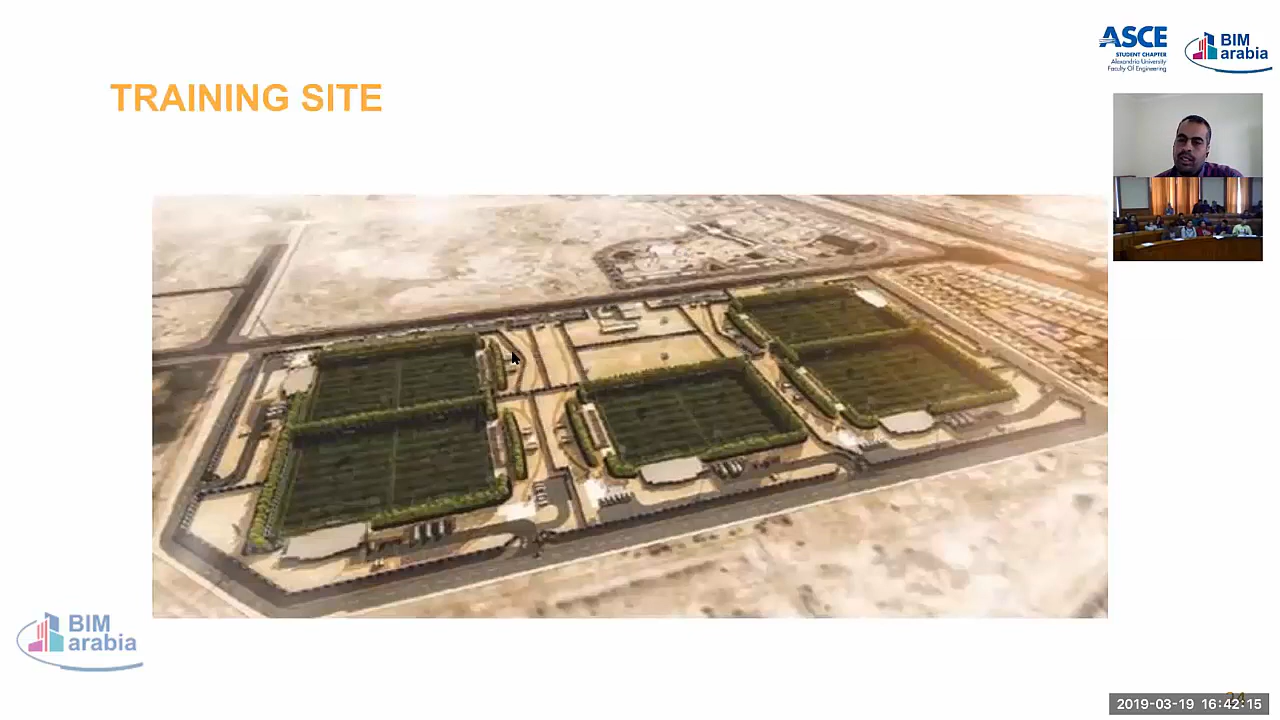 ASCE
STUDENT CHAPTER
Alexandria University
Faculty Of Engineering
BIM
arabia
TRAINING SITE
BIM
arabia
24
2019-03-19 16:42:15